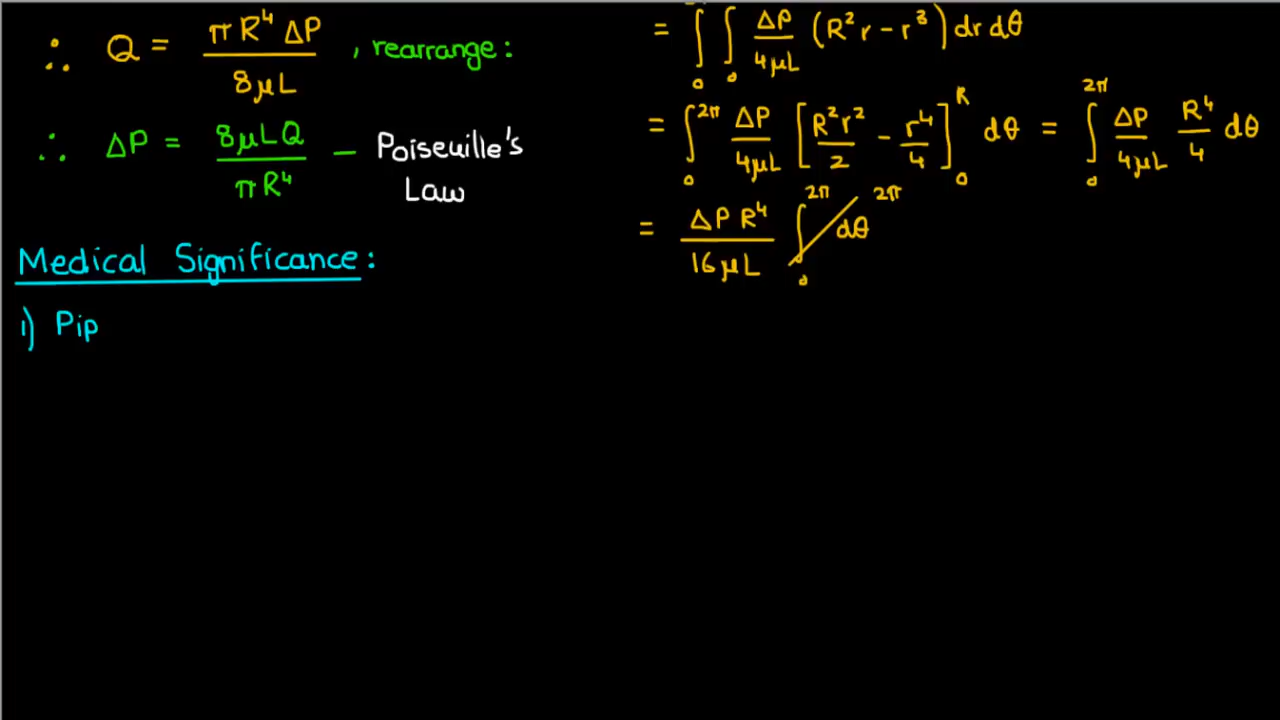 ∴ Q = πR⁴ΔP / 8μL , rearrange:
∴ ΔP = 8μLQ / πR⁴ — Poiseuille's
Law
Medical Significance:
1) Pip
= ∫₀ ∫₀ ΔP/4μL (R²r − r³) dr dθ
= ∫₀^2π ΔP/4μL [R²r²/2 − r⁴/4]₀^R dθ = ∫₀^2π ΔP/4μL R⁴/4 dθ
= ΔP R⁴ / 16μL ∫₀^2π dθ 2π